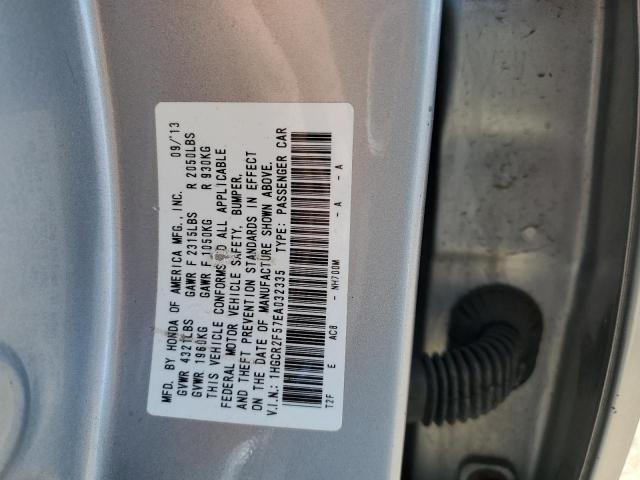 MFD. BY HONDA OF AMERICA MFG., INC. 09/'13
GVWR 4321LBS GAWR F 2315LBS R 2050LBS
GVWR 1960KG GAWR F 1050KG R 930KG
THIS VEHICLE CONFORMS TO ALL APPLICABLE
FEDERAL MOTOR VEHICLE SAFETY, BUMPER,
AND THEFT PREVENTION STANDARDS IN EFFECT
ON THE DATE OF MANUFACTURE SHOWN ABOVE.
V.I.N.: 1HGCR2F57EA032335 TYPE: PASSENGER CAR
T2F E AC8 - NH700M - A - A